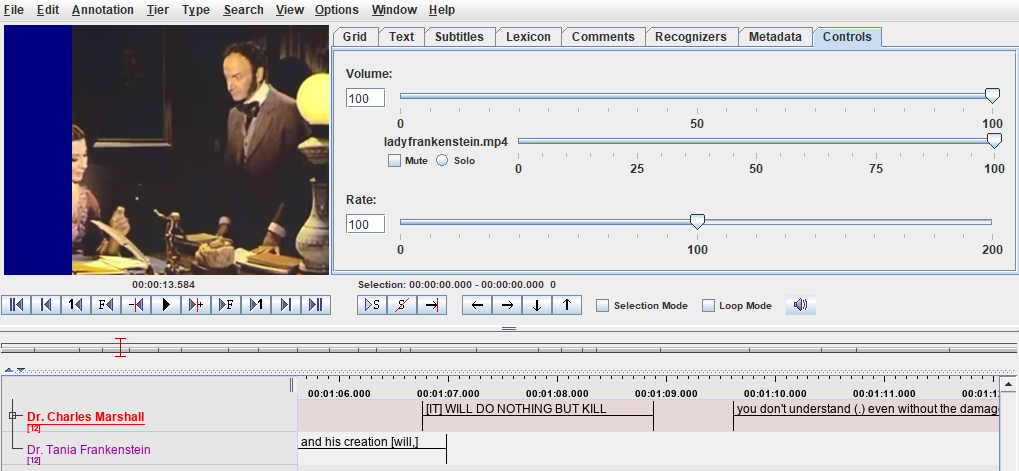 File Edit Annotation Tier Type Search View Options Window Help
Grid Text Subtitles Lexicon Comments Recognizers Metadata Controls
Volume:
100
0 50 100
ladyfrankenstein.mp4
Mute Solo
0 25 50 75 100
Rate:
100
0 100 200
00:00:13.584
Selection: 00:00:00.000 - 00:00:00.000 0
1 F + F 1 S S Selection Mode Loop Mode
00:01:06.000 00:01:07.000 00:01:08.000 00:01:09.000 00:01:10.000 00:01:11.000 00:01:1
Dr. Charles Marshall [IT] WILL DO NOTHING BUT KILL you don't understand (.) even without the damag
[12]
Dr. Tania Frankenstein and his creation [will,]
[12]